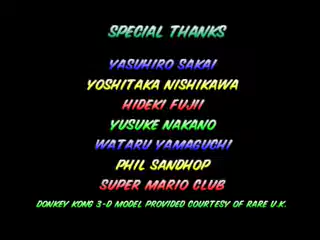 SPECIAL THANKS
YASUHIRO SAKAI
YOSHITAKA NISHIKAWA
HIDEKI FUJII
YUSUKE NAKANO
WATARU YAMAGUCHI
PHIL SANDHOP
SUPER MARIO CLUB
DONKEY KONG 3-D MODEL PROVIDED COURTESY OF RARE U.K.